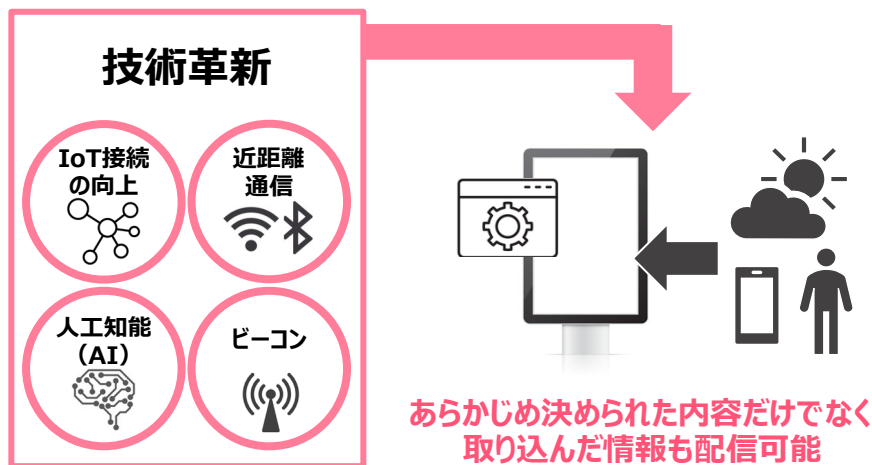 技術革新
IoT接続
の向上
近距離
通信
人工知能
（AI）
ビーコン
あらかじめ決められた内容だけでなく
取り込んだ情報も配信可能